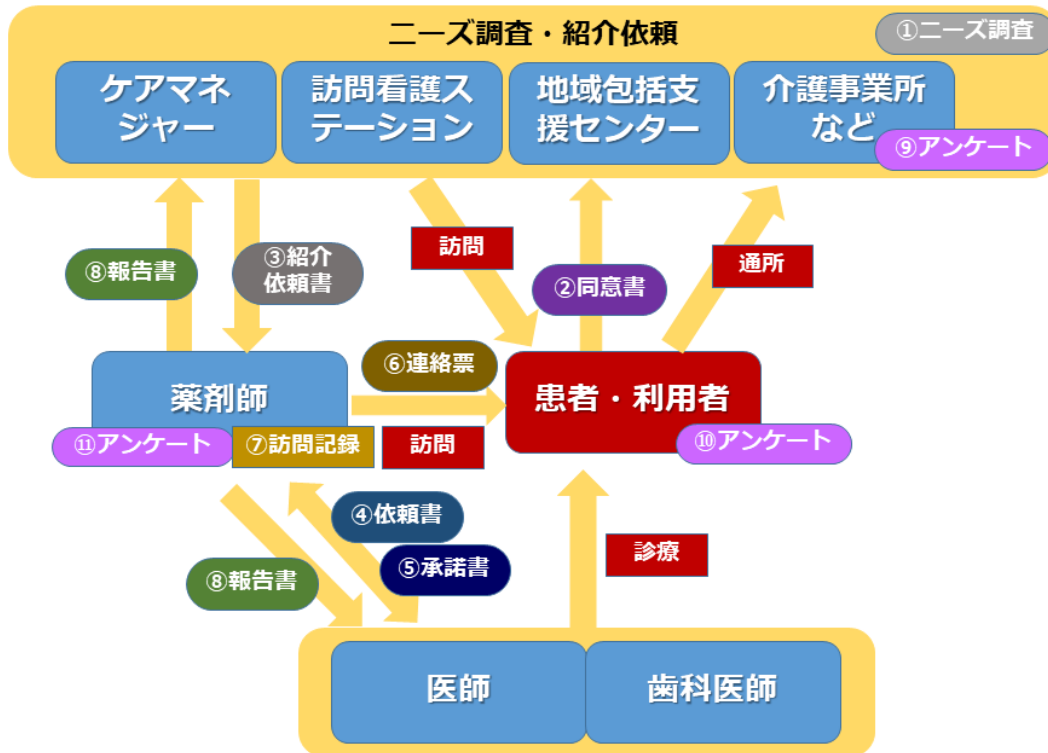 ニーズ調査・紹介依頼
①ニーズ調査
ケアマネ
ジャー
訪問看護ス
テーション
地域包括支
援センター
介護事業所
など
⑨アンケート
⑧報告書
③紹介
依頼書
訪問
②同意書
通所
薬剤師
⑥連絡票
患者・利用者
⑪アンケート
⑦訪問記録
訪問
⑩アンケート
④依頼書
⑤承諾書
⑧報告書
診療
医師
歯科医師